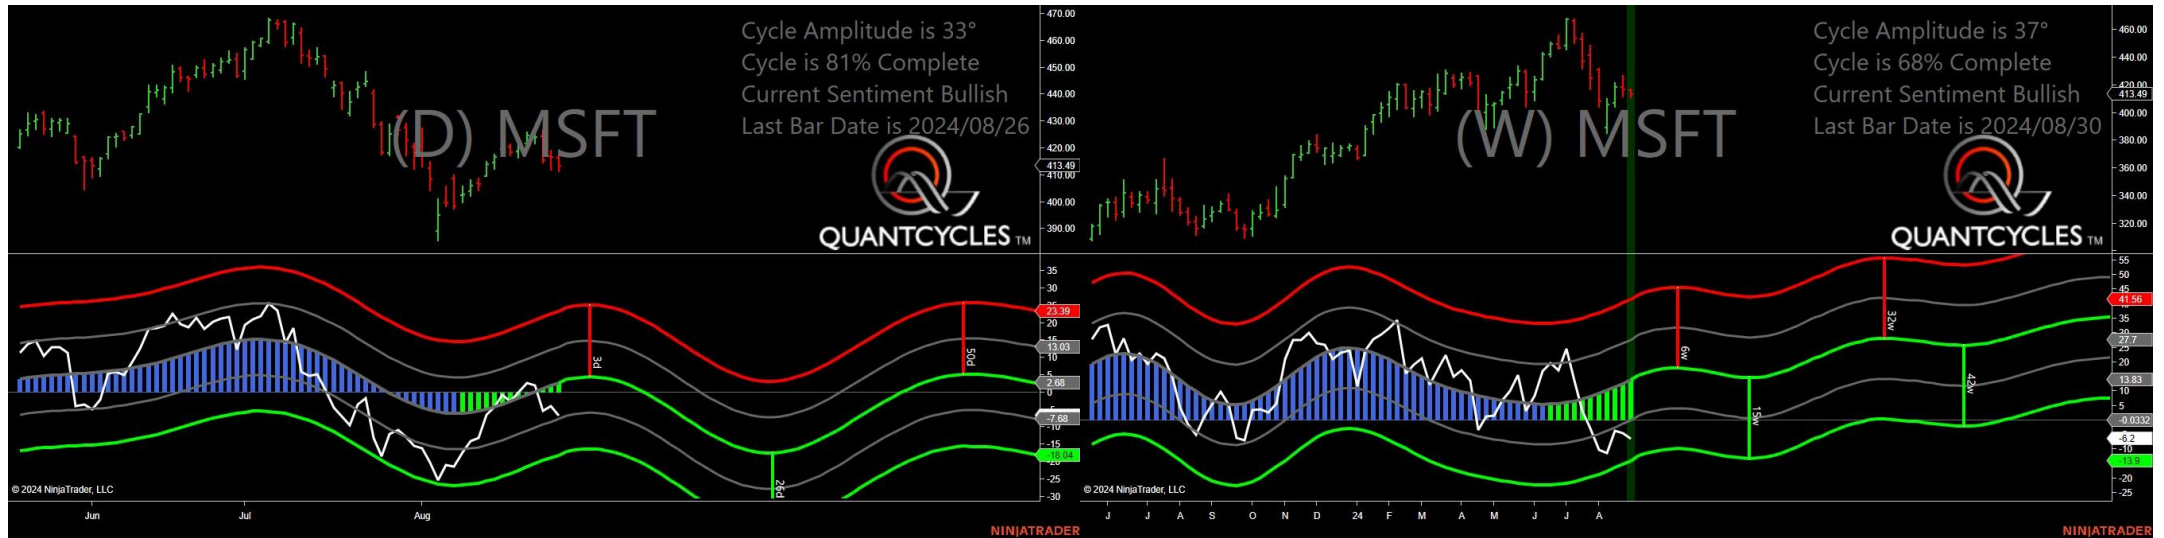 Cycle Amplitude is 33°
Cycle is 81% Complete
Current Sentiment Bullish
Last Bar Date is 2024/08/26
(D) MSFT
QUANTCYCLES TM
470.00
460.00
450.00
440.00
430.00
420.00
413.49
410.00
400.00
390.00
35
30
23.39
20
15
13.03
10
5
2.68
0
-7.68
-10
-15
-18.04
-25
-30
3d
26d
50d
© 2024 NinjaTrader, LLC
Jun Jul Aug
NINJATRADER
Cycle Amplitude is 37°
Cycle is 68% Complete
Current Sentiment Bullish
Last Bar Date is 2024/08/30
(W) MSFT
QUANTCYCLES TM
460.00
440.00
420.00
413.49
400.00
380.00
360.00
340.00
320.00
55
50
45
41.56
35
30
27.7
20
13.83
10
5
-0.0332
-6.2
-10
-13.9
-20
-25
6w
15w
32w
42w
© 2024 NinjaTrader, LLC
J J A S O N D 24 F M A M J J A
NINJATRADER